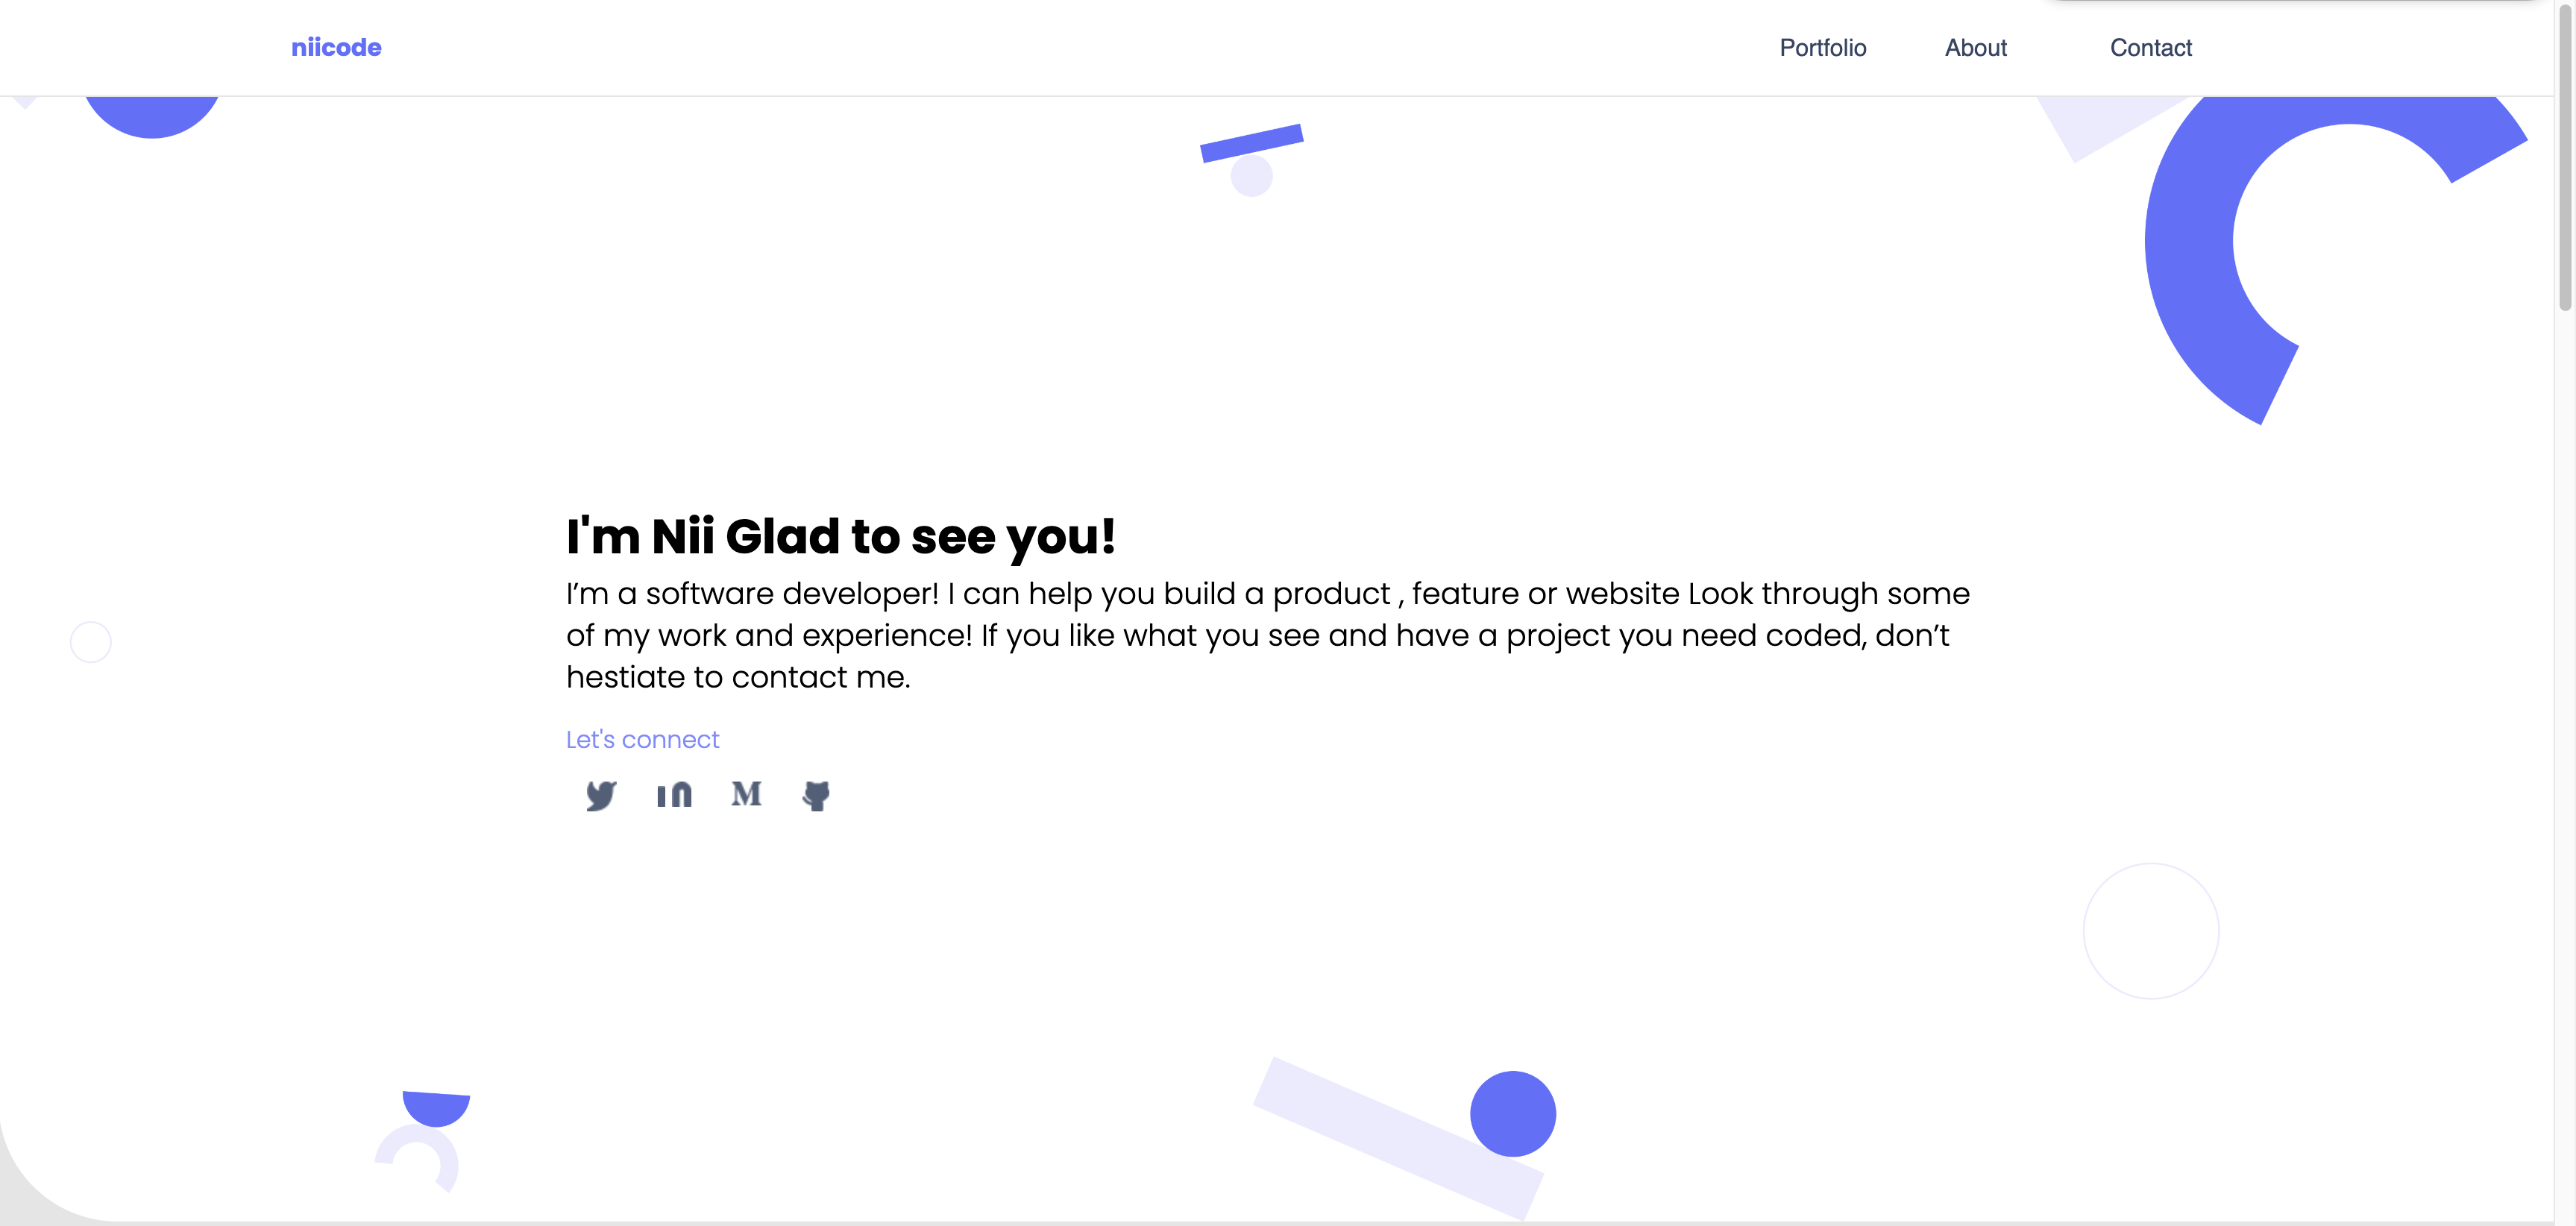 niicode
Portfolio
About
Contact
I'm Nii Glad to see you!
I’m a software developer! I can help you build a product , feature or website Look through some
of my work and experience! If you like what you see and have a project you need coded, don’t
hestiate to contact me.
Let's connect